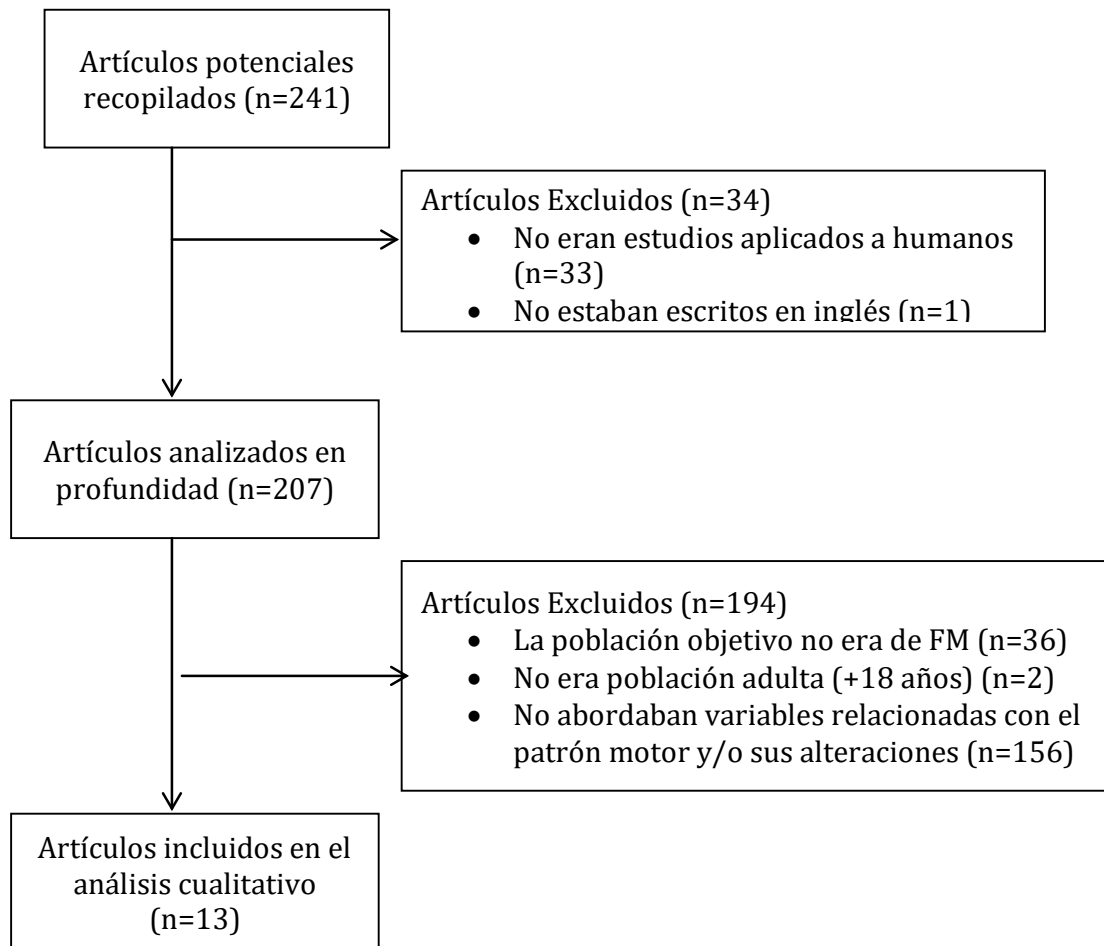 Artículos potenciales
recopilados (n=241)
Artículos Excluidos (n=34)
• No eran estudios aplicados a humanos
(n=33)
• No estaban escritos en inglés (n=1)
Artículos analizados en
profundidad (n=207)
Artículos Excluidos (n=194)
• La población objetivo no era de FM (n=36)
• No era población adulta (+18 años) (n=2)
• No abordaban variables relacionadas con el
patrón motor y/o sus alteraciones (n=156)
Artículos incluidos en el
análisis cualitativo
(n=13)